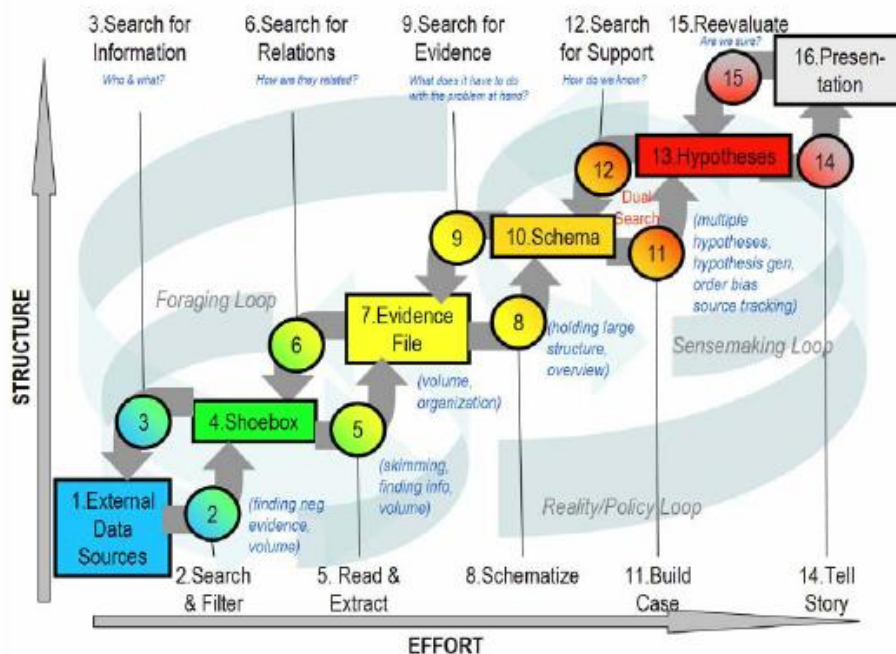 3.Search for
Information
Who & what?
6.Search for
Relations
How are they related?
9.Search for
Evidence
What does it have to do
with the problem at hand?
12.Search
for Support
How do we know?
15.Reevaluate
Are we sure?
16.Presen-
tation
15
13.Hypotheses
14
12
Dual
Search
11
(multiple
hypotheses,
hypothesis gen,
order bias
source tracking)
10.Schema
9
8
(holding large
structure,
overview)
Sensemaking Loop
Foraging Loop
7.Evidence
File
6
(volume,
organization)
3
4.Shoebox
5
(skimming,
finding info,
volume)
1.External
Data
Sources
2
(finding neg
evidence,
volume)
Reality/Policy Loop
2.Search
& Filter
5. Read &
Extract
8.Schematize
11.Build
Case
14.Tell
Story
STRUCTURE
EFFORT